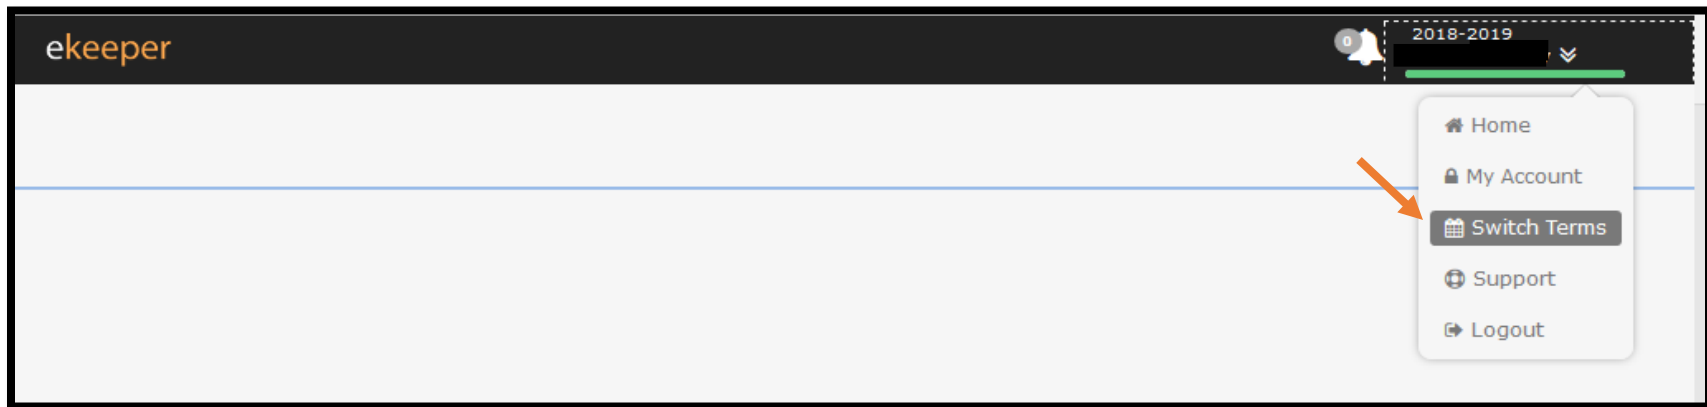 ekeeper
0
2018-2019
Home
My Account
Switch Terms
Support
Logout